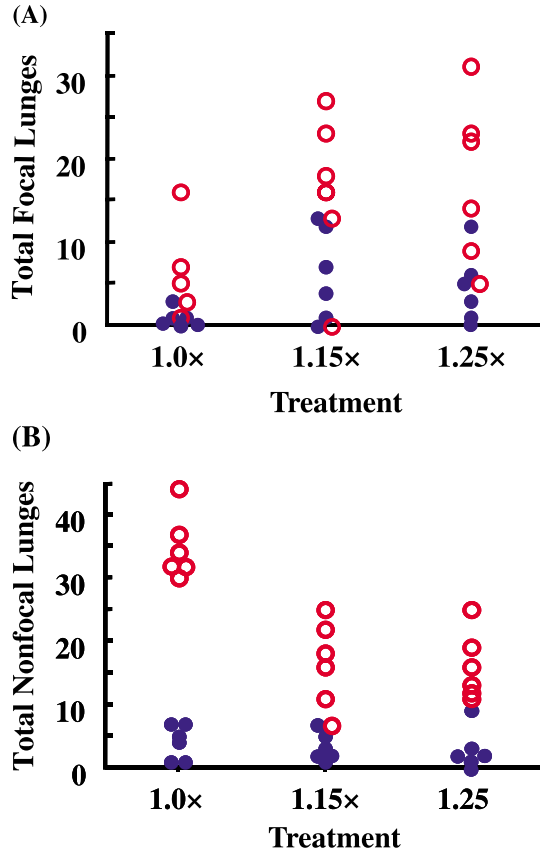 (A)
Total Focal Lunges
30
20
10
0
1.0× 1.15× 1.25×
Treatment
(B)
Total Nonfocal Lunges
40
30
20
10
0
1.0× 1.15× 1.25
Treatment